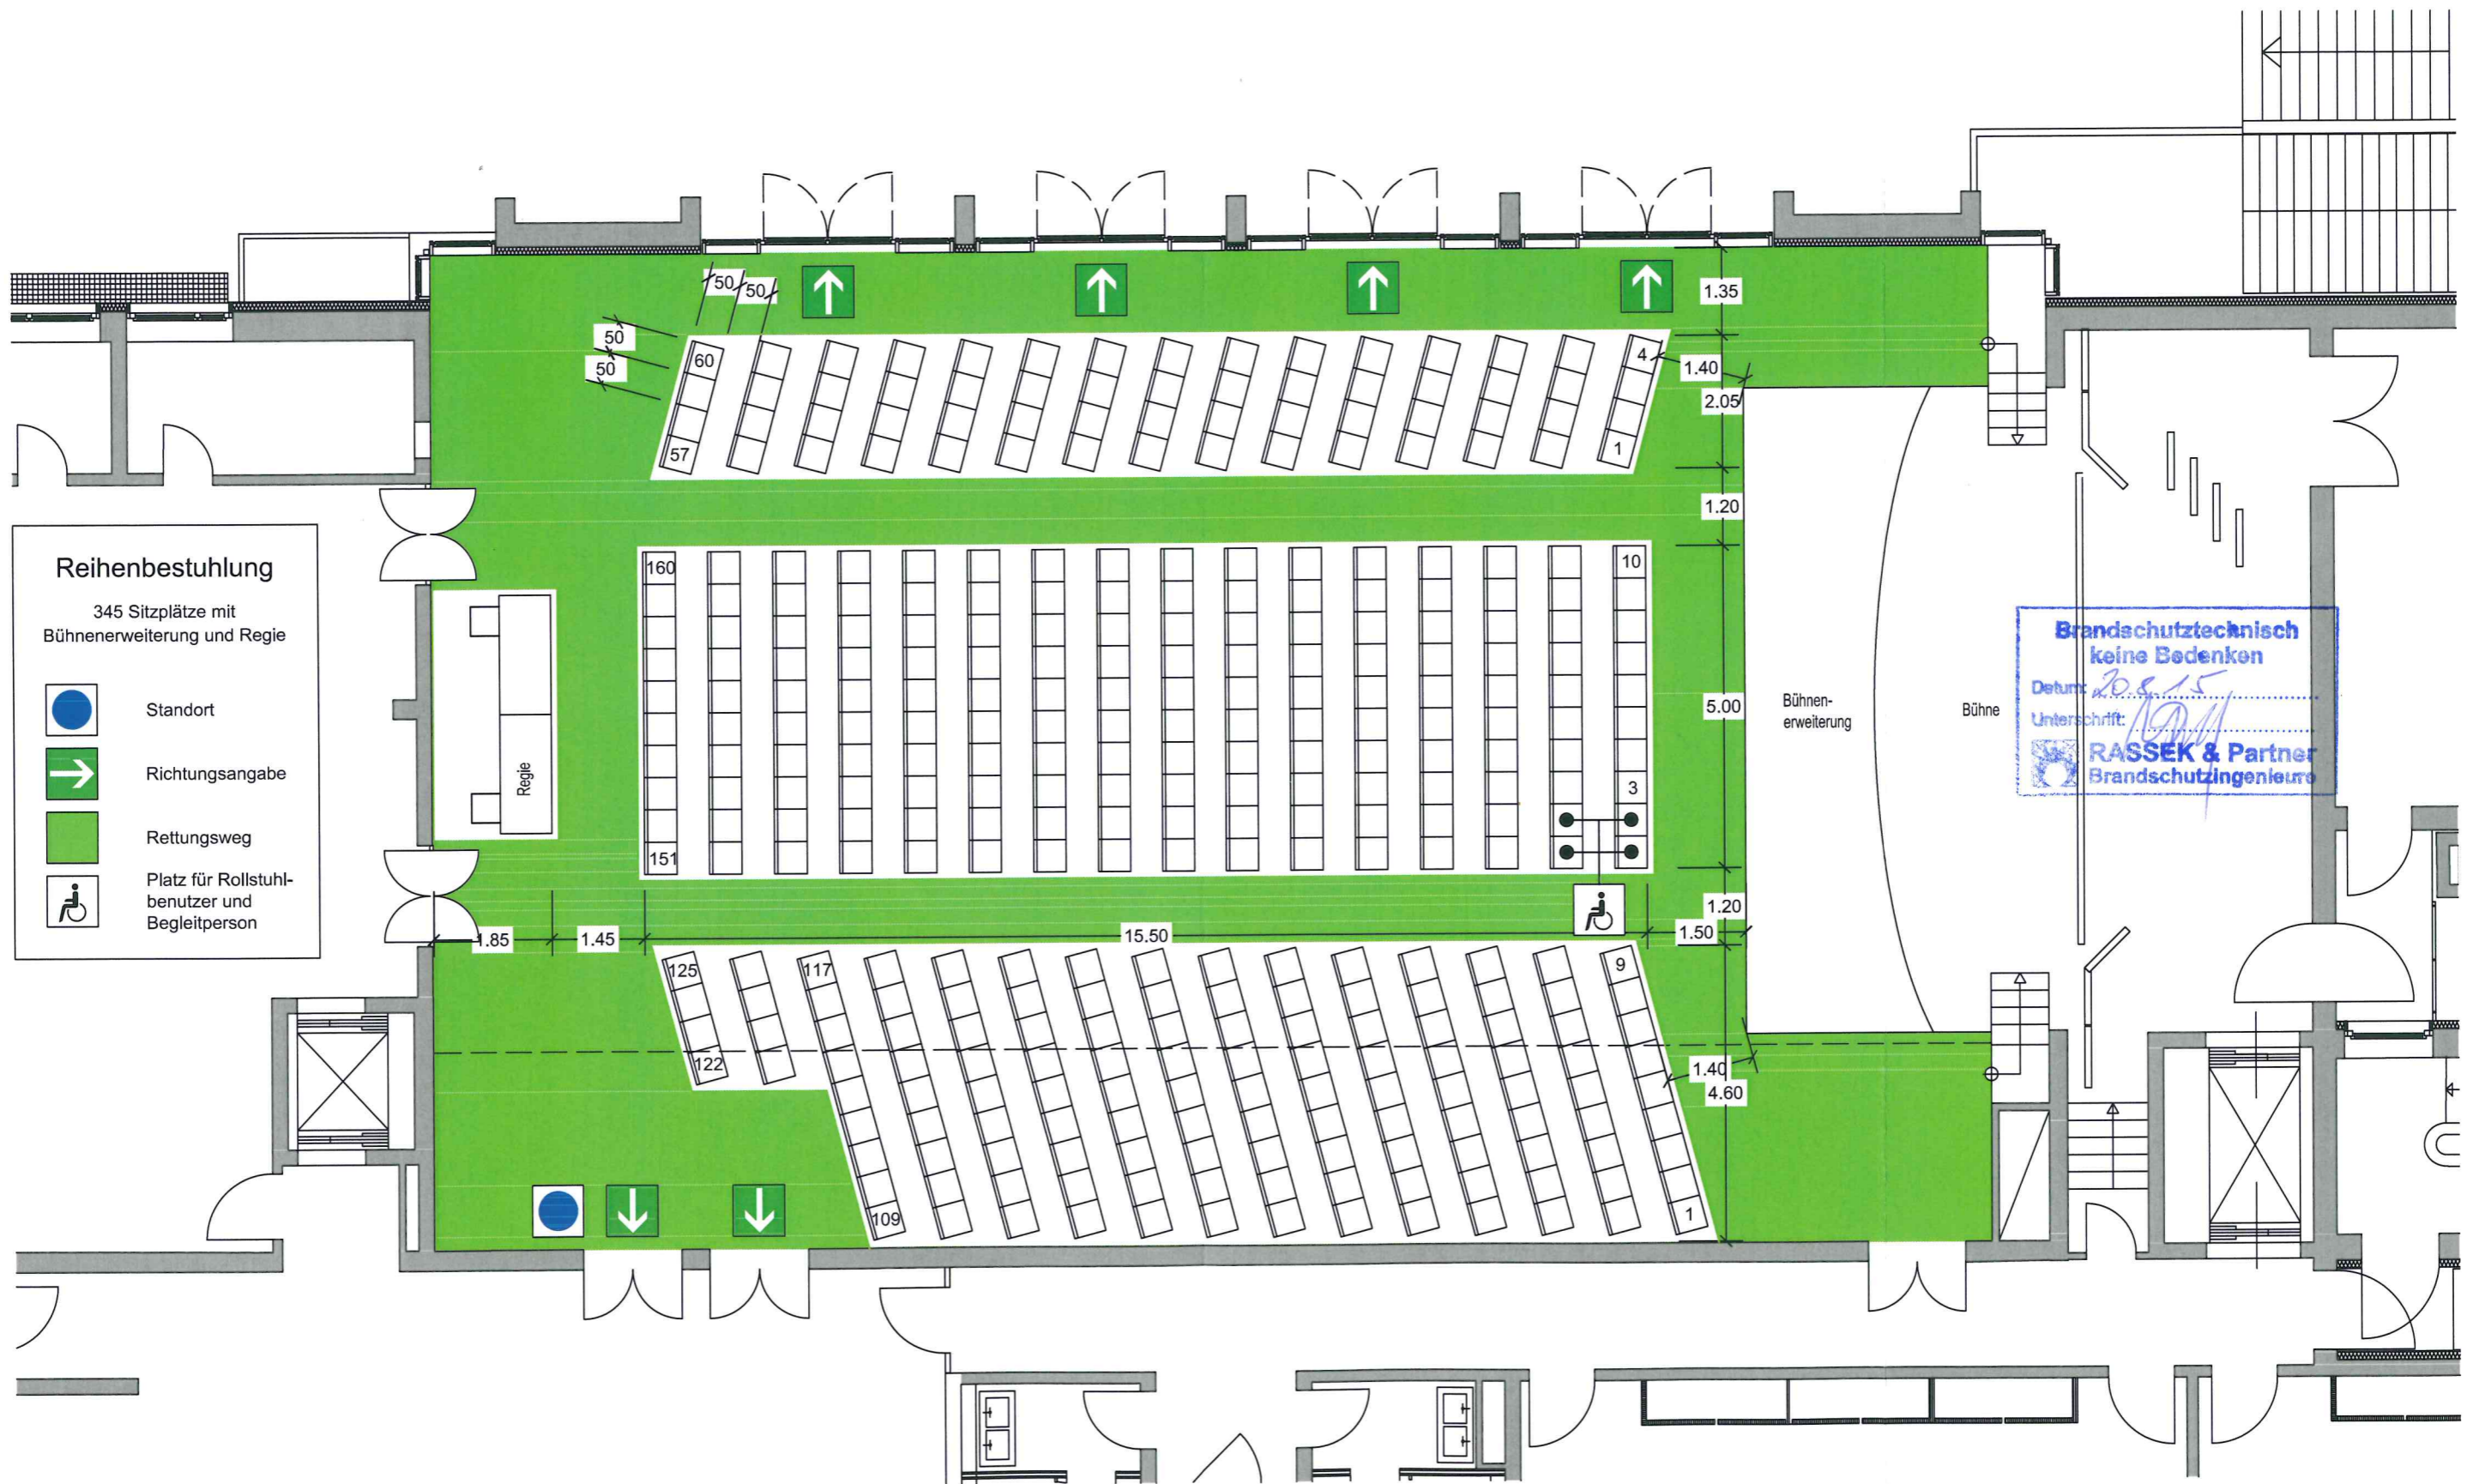 Reihenbestuhlung
345 Sitzplätze mit
Bühnenerweiterung und Regie
Standort
Richtungsangabe
Rettungsweg
Platz für Rollstuhl-
benutzer und
Begleitperson
50
50
50
50
60
57
4
1
1.35
1.40
2.05
1.20
160
151
10
3
5.00
Regie
Bühnen-
erweiterung
Bühne
Brandschutztechnisch
keine Bedenken
Datum: 20.8.15
Unterschrift:
RASSEK & Partner
Brandschutzingenieure
1.20
1.85
1.45
15.50
1.50
125
122
117
109
9
1
1.40
4.60